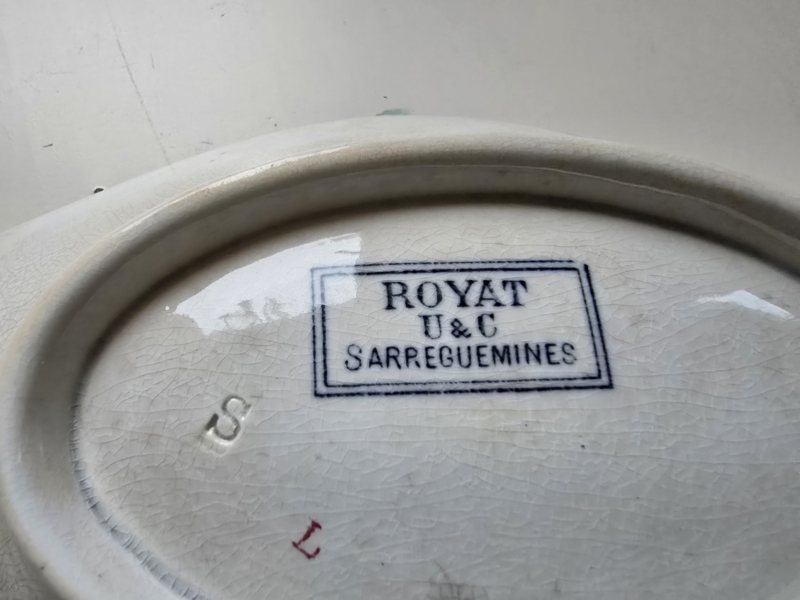 ROYAT
U & C
SARREGUEMINES
S
L